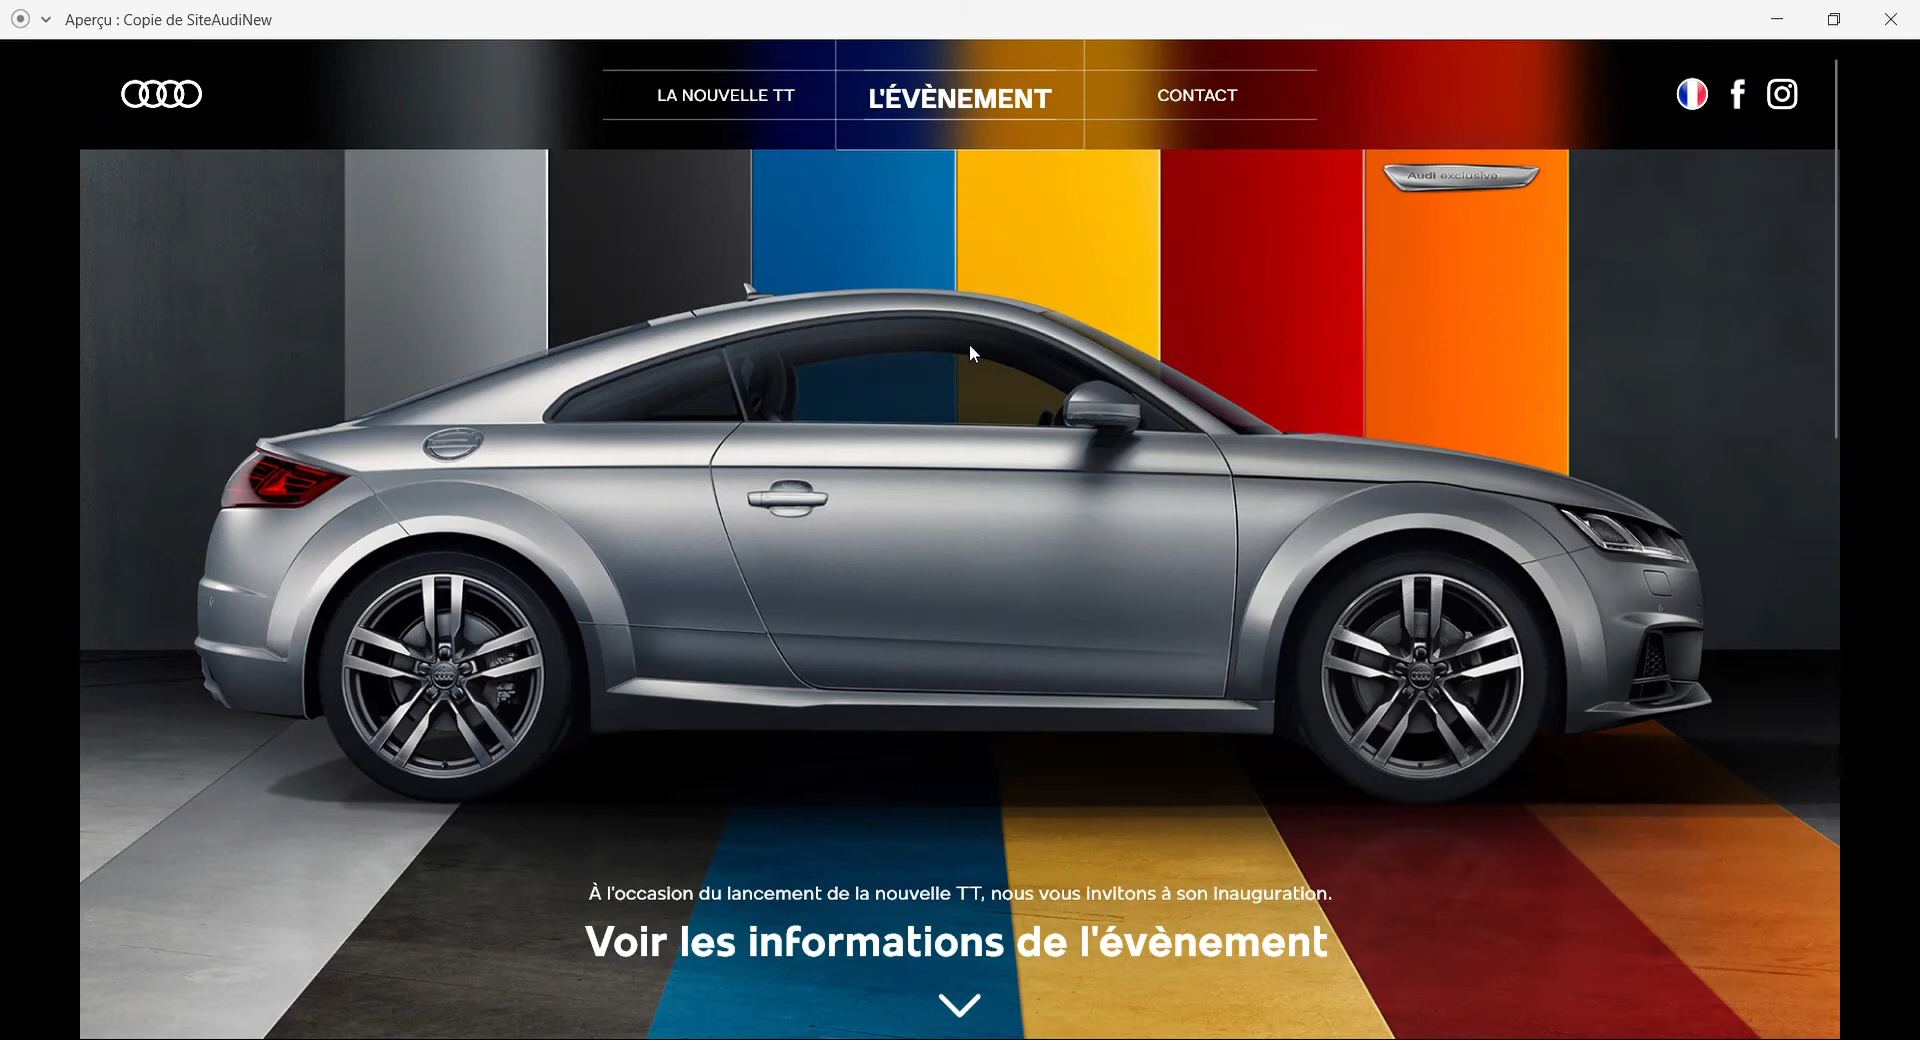 Aperçu : Copie de SiteAudiNew
LA NOUVELLE TT
L'ÉVÈNEMENT
CONTACT
Audi exclusive
À l'occasion du lancement de la nouvelle TT, nous vous invitons à son inauguration.
Voir les informations de l'évènement